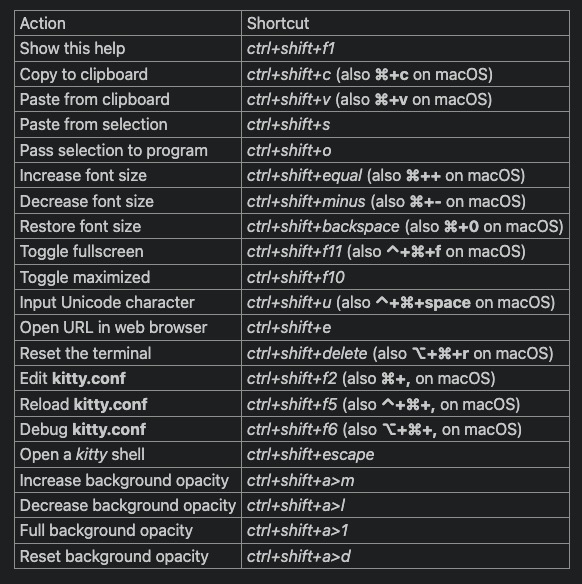 Action Shortcut
Show this help ctrl+shift+f1
Copy to clipboard ctrl+shift+c (also ⌘+c on macOS)
Paste from clipboard ctrl+shift+v (also ⌘+v on macOS)
Paste from selection ctrl+shift+s
Pass selection to program ctrl+shift+o
Increase font size ctrl+shift+equal (also ⌘++ on macOS)
Decrease font size ctrl+shift+minus (also ⌘+- on macOS)
Restore font size ctrl+shift+backspace (also ⌘+0 on macOS)
Toggle fullscreen ctrl+shift+f11 (also ⌃+⌘+f on macOS)
Toggle maximized ctrl+shift+f10
Input Unicode character ctrl+shift+u (also ⌃+⌘+space on macOS)
Open URL in web browser ctrl+shift+e
Reset the terminal ctrl+shift+delete (also ⌥+⌘+r on macOS)
Edit kitty.conf ctrl+shift+f2 (also ⌘+, on macOS)
Reload kitty.conf ctrl+shift+f5 (also ⌃+⌘+, on macOS)
Debug kitty.conf ctrl+shift+f6 (also ⌥+⌘+, on macOS)
Open a kitty shell ctrl+shift+escape
Increase background opacity ctrl+shift+a>m
Decrease background opacity ctrl+shift+a>l
Full background opacity ctrl+shift+a>1
Reset background opacity ctrl+shift+a>d